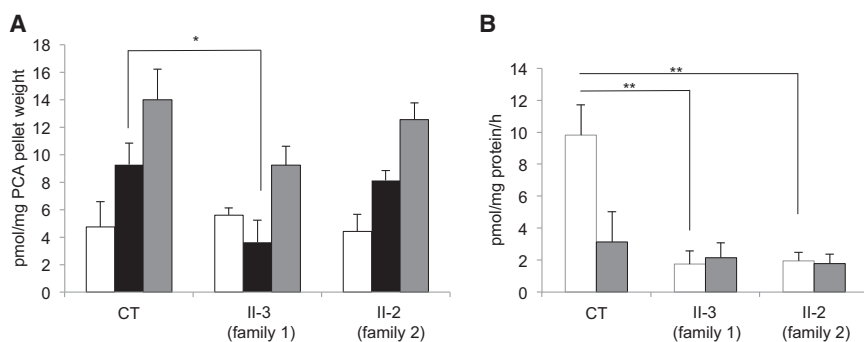 A
pmol/mg PCA pellet weight
18
16
14
12
10
8
6
4
2
0
*
CT
II-3
(family 1)
II-2
(family 2)
B
pmol/mg protein/h
14
12
10
8
6
4
2
0
**
**
CT
II-3
(family 1)
II-2
(family 2)